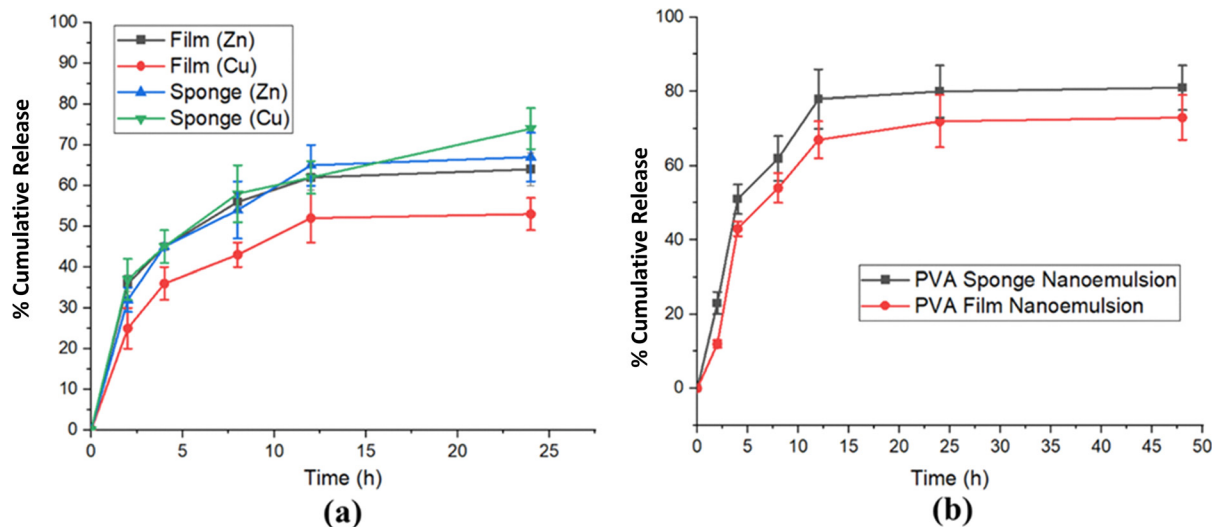 % Cumulative Release
100
90
80
70
60
50
40
30
20
10
0
Film (Zn)
Film (Cu)
Sponge (Zn)
Sponge (Cu)
0 5 10 15 20 25
Time (h)
(a)
% Cumulative Release
100
80
60
40
20
0
PVA Sponge Nanoemulsion
PVA Film Nanoemulsion
0 5 10 15 20 25 30 35 40 45 50
Time (h)
(b)